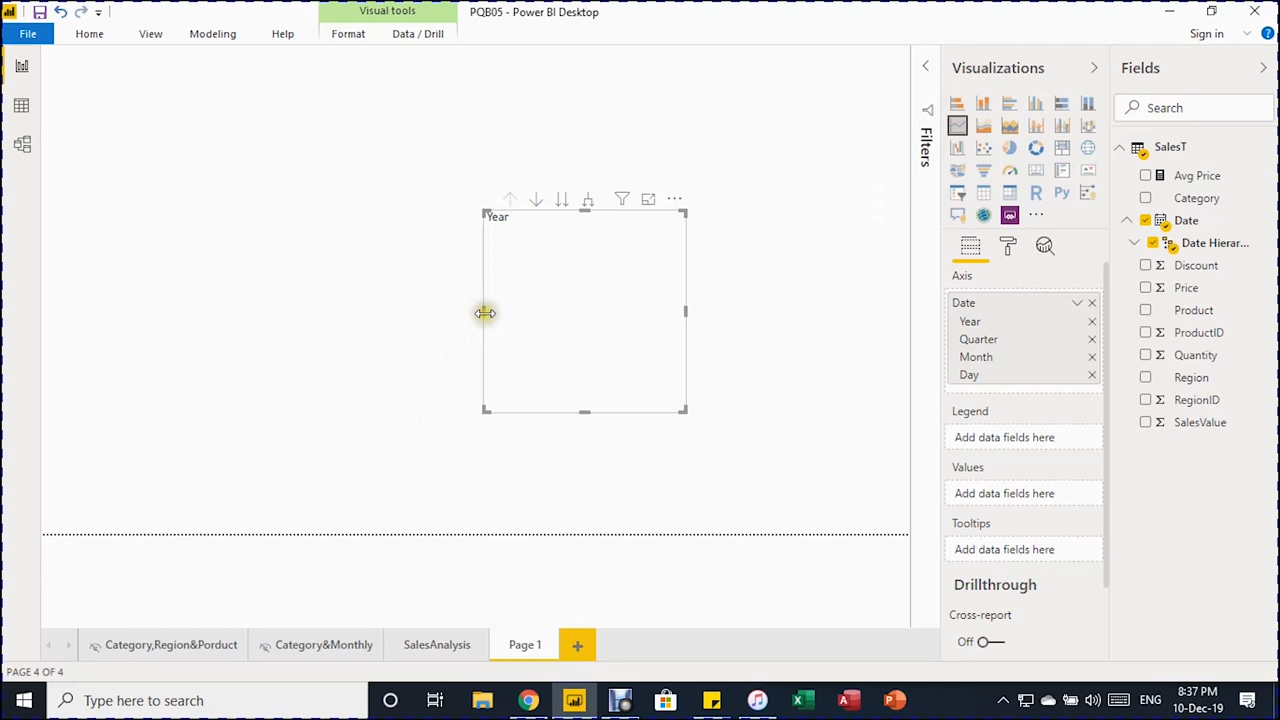 Visual tools
PQB05 - Power BI Desktop
File
Home
View
Modeling
Help
Format
Data / Drill
Sign in
Visualizations
Fields
Search
Filters
SalesT
Avg Price
Category
Date
Date Hierar...
Discount
Price
Product
ProductID
Quantity
Region
RegionID
SalesValue
R
Py
Year
Axis
Date
Year
Quarter
Month
Day
Legend
Add data fields here
Values
Add data fields here
Tooltips
Add data fields here
Drillthrough
Cross-report
Off
Category,Region&Porduct
Category&Monthly
SalesAnalysis
Page 1
PAGE 4 OF 4
Type here to search
ENG
8:37 PM
10-Dec-19